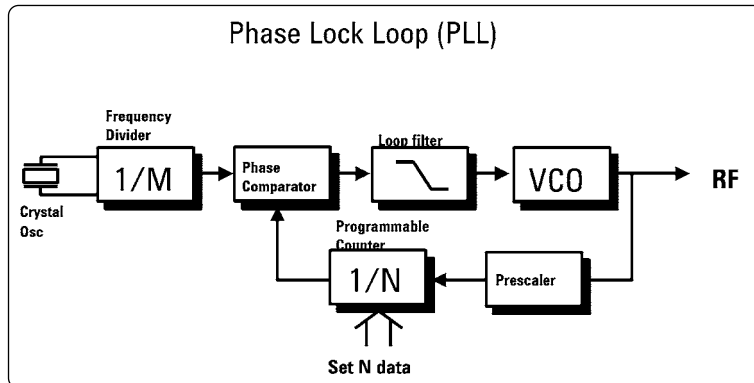 Phase Lock Loop (PLL)
Frequency
Divider
Loop filter
1/M
Phase
Comparator
VCO
RF
Crystal
Osc
Programmable
Counter
1/N
Prescaler
Set N data